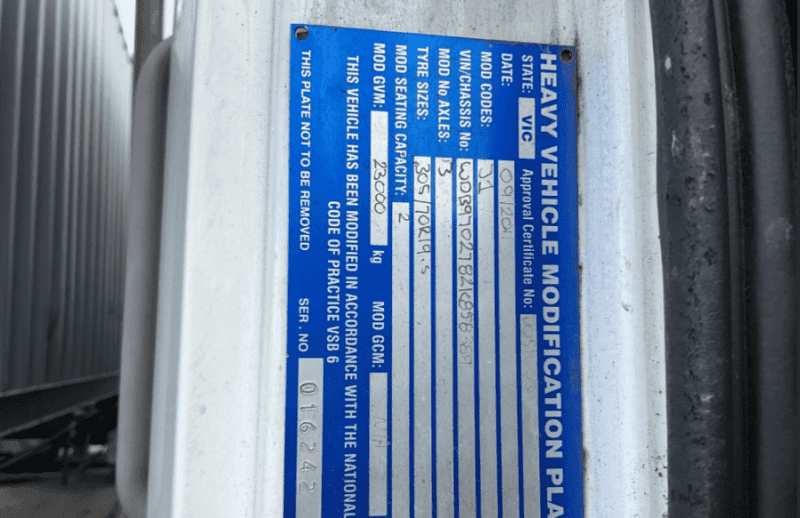 HEAVY VEHICLE MODIFICATION PLA
STATE: VIC Approval Certificate No:
DATE: 09/2011
MOD CODES: J1
VIN/CHASSIS No:
MOD No AXLES: 3
TYRE SIZES: 305/70R19.5
MOD SEATING CAPACITY: 2
MOD GVM: 23000 kg MOD GCM: N/A
THIS VEHICLE HAS BEEN MODIFIED IN ACCORDANCE WITH THE NATIONAL
CODE OF PRACTICE VSB 6
THIS PLATE NOT TO BE REMOVED SER. NO 016242